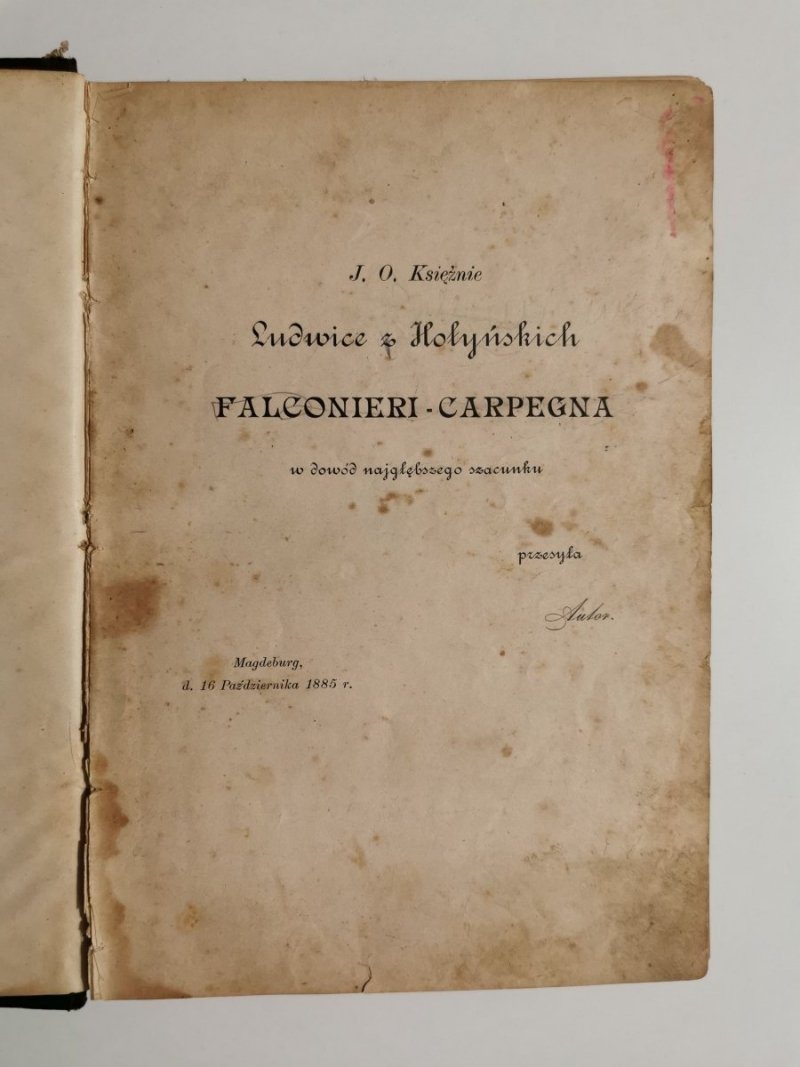 J. O. Księżnie
Ludwice z Hołyńskich
FALCONIERI - CARPEGNA
w dowód najgłębszego szacunku
przesyła
Autor.
Magdeburg,
d. 16 Października 1885 r.